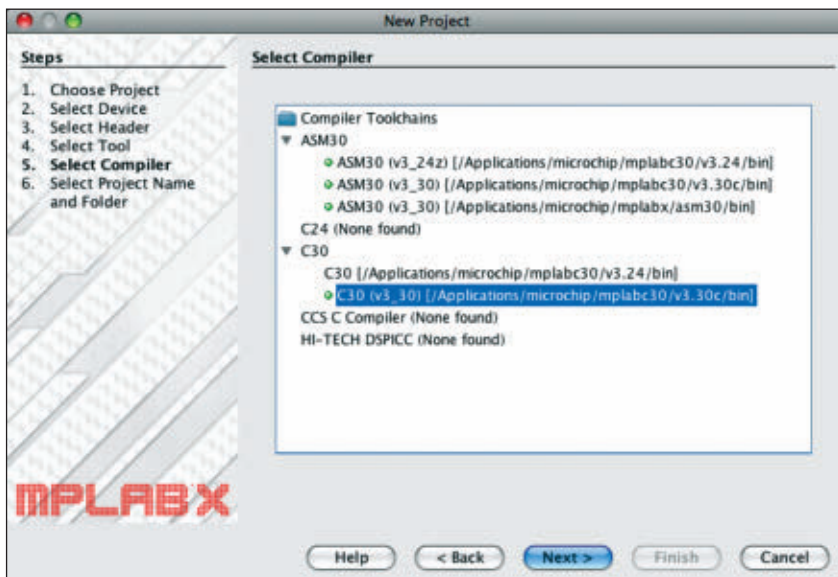 New Project
Steps
1. Choose Project
2. Select Device
3. Select Header
4. Select Tool
5. Select Compiler
6. Select Project Name
and Folder
MPLABX
Select Compiler
Compiler Toolchains
ASM30
ASM30 (v3_24z) [/Applications/microchip/mplabc30/v3.24/bin]
ASM30 (v3_30) [/Applications/microchip/mplabc30/v3.30c/bin]
ASM30 (v3_30) [/Applications/microchip/mplabx/asm30/bin]
C24 (None found)
C30
C30 [/Applications/microchip/mplabc30/v3.24/bin]
C30 (v3_30) [/Applications/microchip/mplabc30/v3.30c/bin]
CCS C Compiler (None found)
HI-TECH DSPICC (None found)
Help
< Back
Next >
Finish
Cancel